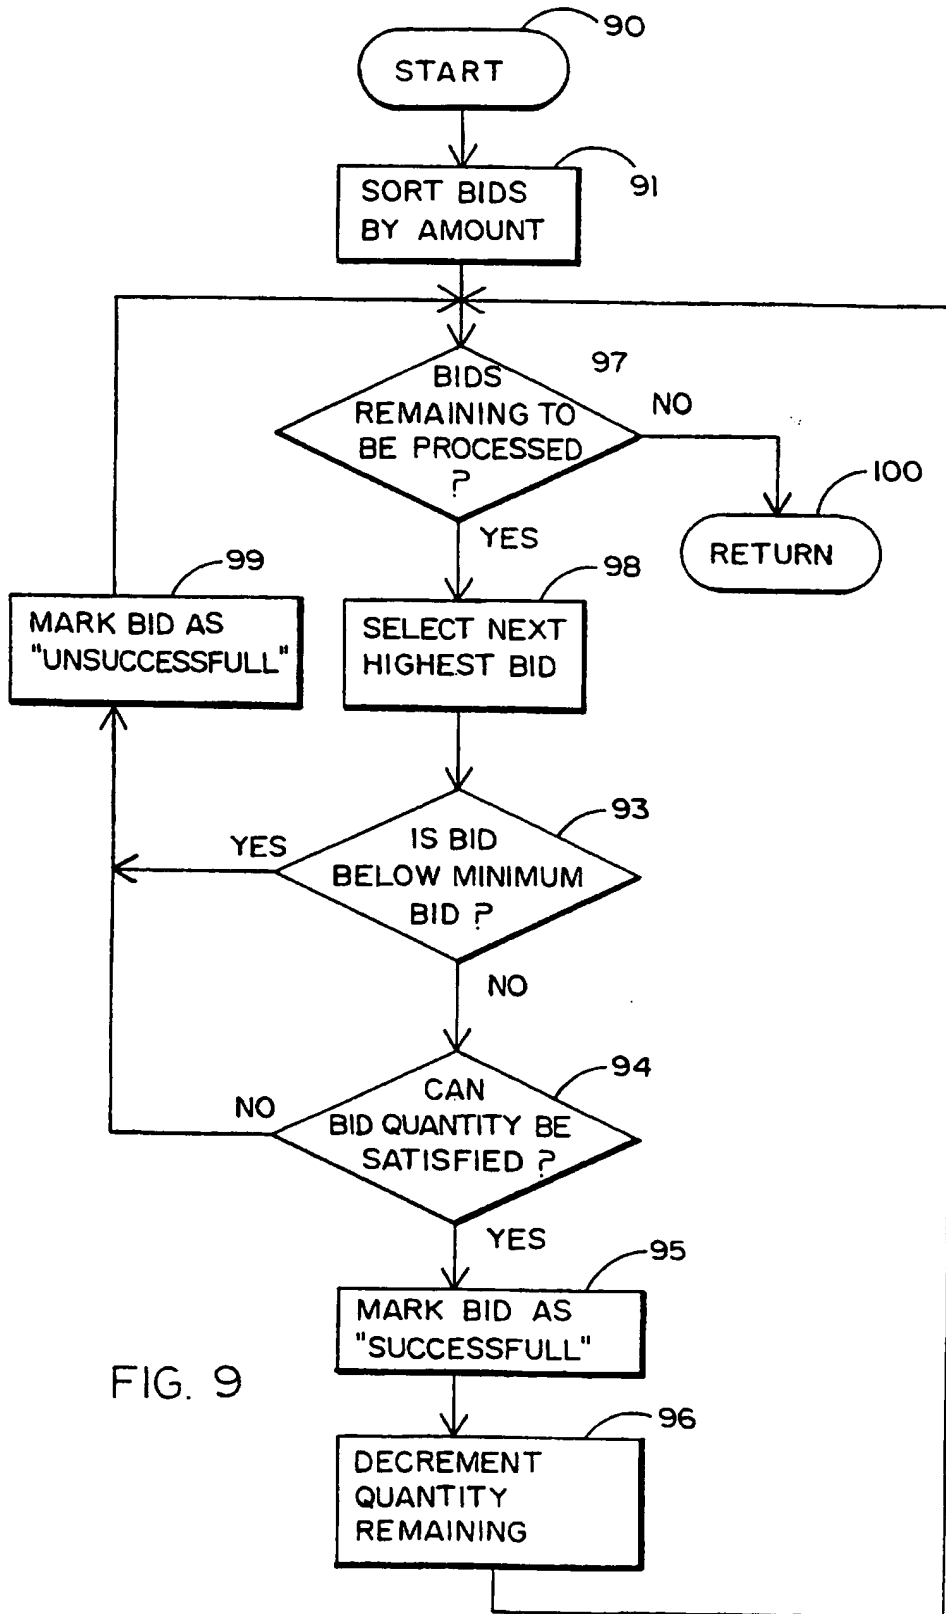 90
START
91
SORT BIDS
BY AMOUNT
97
BIDS
REMAINING TO
BE PROCESSED
?
NO
100
RETURN
YES
99
MARK BID AS
"UNSUCCESSFULL"
98
SELECT NEXT
HIGHEST BID
93
YES
IS BID
BELOW MINIMUM
BID ?
NO
94
NO
CAN
BID QUANTITY BE
SATISFIED ?
YES
95
MARK BID AS
"SUCCESSFULL"
FIG. 9
96
DECREMENT
QUANTITY
REMAINING